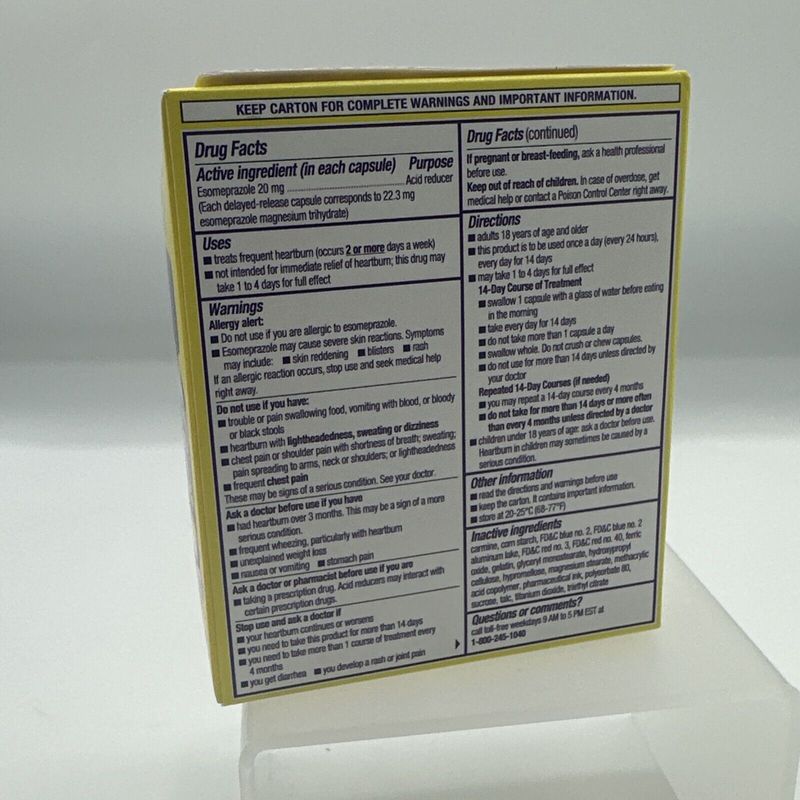 KEEP CARTON FOR COMPLETE WARNINGS AND IMPORTANT INFORMATION.
Drug Facts
Active ingredient (in each capsule) Purpose
Esomeprazole 20 mg ........................ Acid reducer
(Each delayed-release capsule corresponds to 22.3 mg
esomeprazole magnesium trihydrate)
Uses
■ treats frequent heartburn (occurs 2 or more days a week)
■ not intended for immediate relief of heartburn; this drug may
take 1 to 4 days for full effect
Warnings
Allergy alert:
■ Do not use if you are allergic to esomeprazole.
■ Esomeprazole may cause severe skin reactions. Symptoms
may include: ■ skin reddening ■ blisters ■ rash
If an allergic reaction occurs, stop use and seek medical help
right away.
Do not use if you have:
■ trouble or pain swallowing food, vomiting with blood, or bloody
or black stools
■ heartburn with lightheadedness, sweating or dizziness
■ chest pain or shoulder pain with shortness of breath; sweating;
pain spreading to arms, neck or shoulders; or lightheadedness
■ frequent chest pain
These may be signs of a serious condition. See your doctor.
Ask a doctor before use if you have
■ had heartburn over 3 months. This may be a sign of a more
serious condition.
■ frequent wheezing, particularly with heartburn
■ unexplained weight loss
■ nausea or vomiting ■ stomach pain
Ask a doctor or pharmacist before use if you are
■ taking a prescription drug. Acid reducers may interact with
certain prescription drugs.
Stop use and ask a doctor if
■ your heartburn continues or worsens
■ you need to take this product for more than 14 days
■ you need to take more than 1 course of treatment every
4 months
■ you get diarrhea ■ you develop a rash or joint pain
Drug Facts (continued)
If pregnant or breast-feeding, ask a health professional
before use.
Keep out of reach of children. In case of overdose, get
medical help or contact a Poison Control Center right away.
Directions
■ adults 18 years of age and older
■ this product is to be used once a day (every 24 hours),
every day for 14 days
■ may take 1 to 4 days for full effect
14-Day Course of Treatment
■ swallow 1 capsule with a glass of water before eating
in the morning
■ take every day for 14 days
■ do not take more than 1 capsule a day
■ swallow whole. Do not crush or chew capsules.
■ do not use for more than 14 days unless directed by
your doctor
Repeated 14-Day Courses (if needed)
■ you may repeat a 14-day course every 4 months
■ do not take for more than 14 days or more often
than every 4 months unless directed by a doctor
■ children under 18 years of age: ask a doctor before use.
Heartburn in children may sometimes be caused by a
serious condition.
Other information
■ read the directions and warnings before use
■ keep the carton. It contains important information.
■ store at 20-25°C (68-77°F)
Inactive ingredients
carmine, corn starch, FD&C blue no. 2, FD&C blue no. 2
aluminum lake, FD&C red no. 3, FD&C red no. 40, ferric
oxide, gelatin, glyceryl monostearate, hydroxypropyl
cellulose, hypromellose, magnesium stearate, methacrylic
acid copolymer, pharmaceutical ink, polysorbate 80,
sucrose, talc, titanium dioxide, triethyl citrate
Questions or comments?
call toll-free weekdays 9 AM to 5 PM EST at
1-800-245-1040